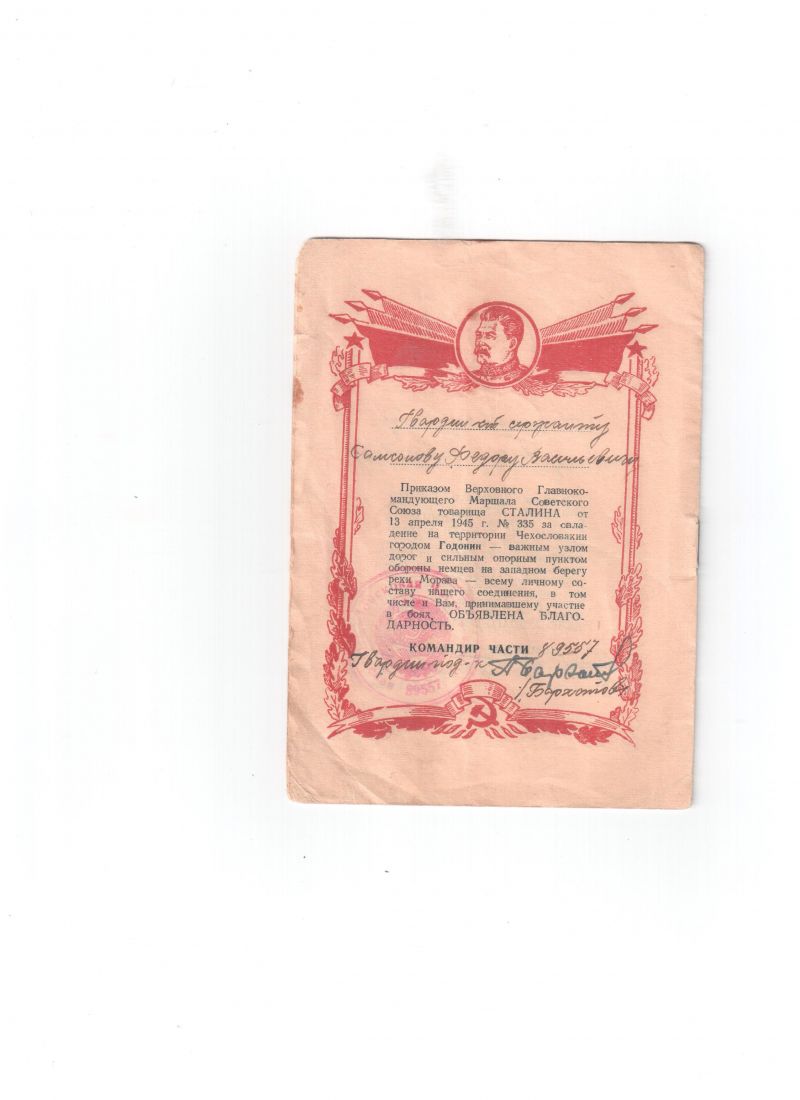 Гвардии ст. сержанту
Самсонову Федору Васильевичу
Приказом Верховного Главноко-
мандующего Маршала Советского
Союза товарища СТАЛИНА от
13 апреля 1945 г. № 335 за овла-
дение на территории Чехословакии
городом Годонин — важным узлом
дорог и сильным опорным пунктом
обороны немцев на западном берегу
реки Морава — всему личному со-
ставу нашего соединения, в том
числе и Вам, принимавшему участие
в боях, ОБЪЯВЛЕНА БЛАГО-
ДАРНОСТЬ.
КОМАНДИР ЧАСТИ 89557
Гвардии под-к
89557